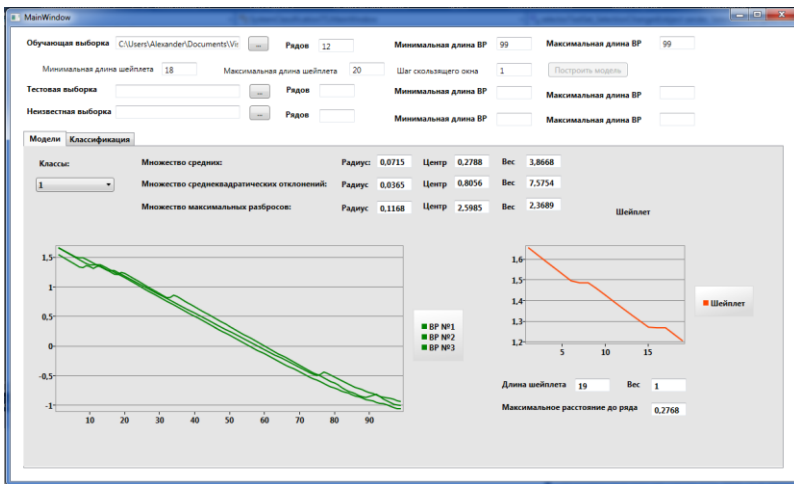 MainWindow
Обучающая выборка C:\Users\Alexander\Documents\Vis ... Рядов 12 Минимальная длина ВР 99 Максимальная длина ВР 99
Минимальная длина шейплета 18 Максимальная длина шейплета 20 Шаг скользящего окна 1 Построить модель
Тестовая выборка ... Рядов Минимальная длина ВР Максимальная длина ВР
Неизвестная выборка ... Рядов Минимальная длина ВР Максимальная длина ВР
Модели Классификация
Классы: Множество средних: Радиус: 0,0715 Центр 0,2788 Вес 3,8668
1 Множество среднеквадратических отклонений: Радиус 0,0365 Центр 0,8056 Вес 7,5754
Множество максимальных разбросов: Радиус 0,1168 Центр 2,5985 Вес 2,3689
Шейплет
1,5
1
0,5
0
-0,5
-1
10 20 30 40 50 60 70 80 90
ВР №1
ВР №2
ВР №3
1,6
1,5
1,4
1,3
1,2
5 10 15
Шейплет
Длина шейплета 19 Вес 1
Максимальное расстояние до ряда 0,2768